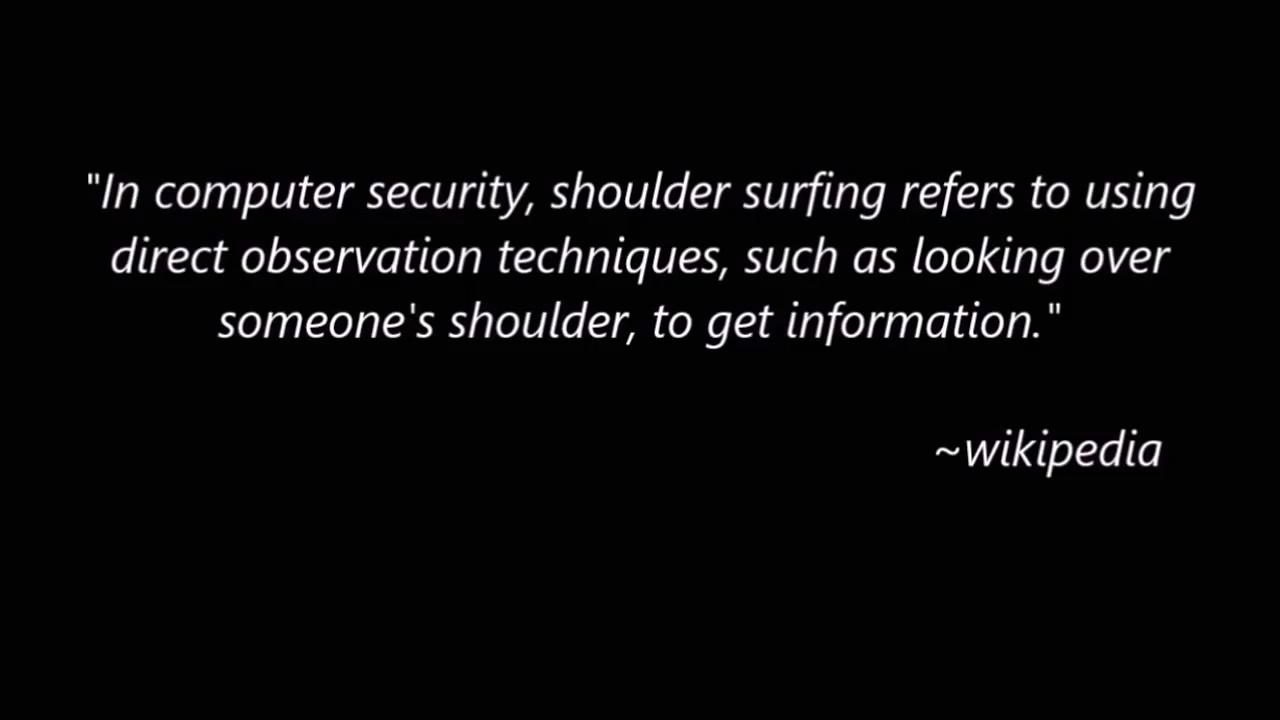 "In computer security, shoulder surfing refers to using
direct observation techniques, such as looking over
someone's shoulder, to get information."
~wikipedia